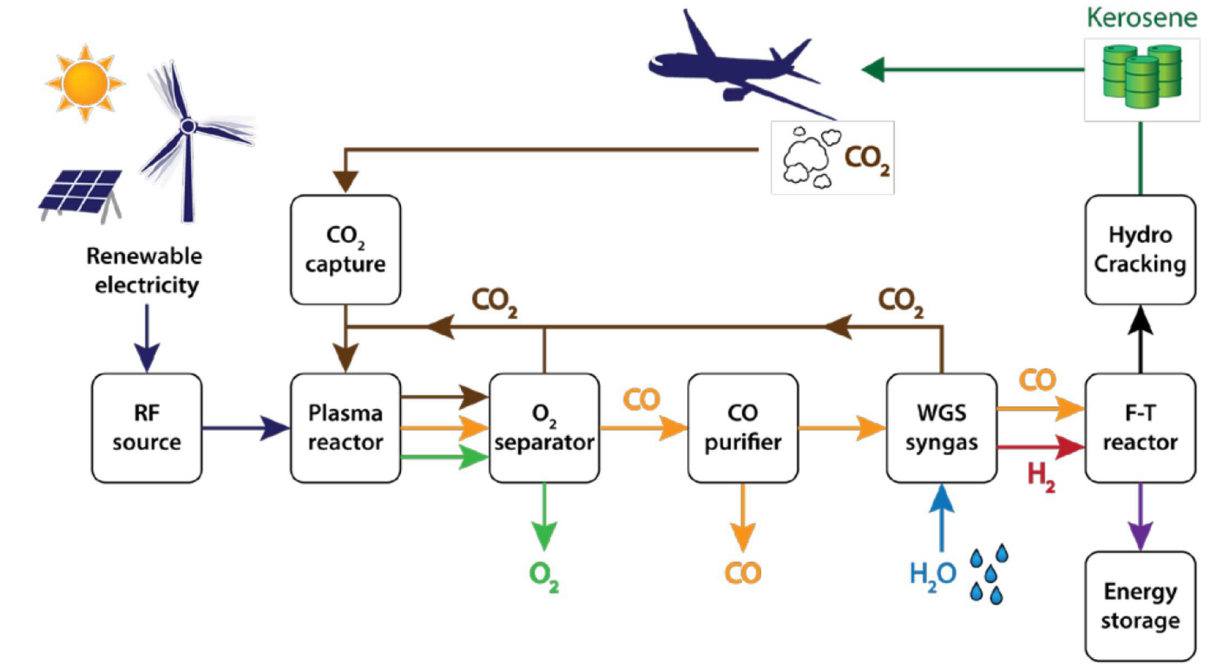 Kerosene
CO₂
CO₂
capture
Hydro
Cracking
Renewable
electricity
CO₂
CO₂
RF
source
Plasma
reactor
O₂
separator
CO
CO
purifier
WGS
syngas
CO
H₂
F-T
reactor
O₂
CO
H₂O
Energy
storage